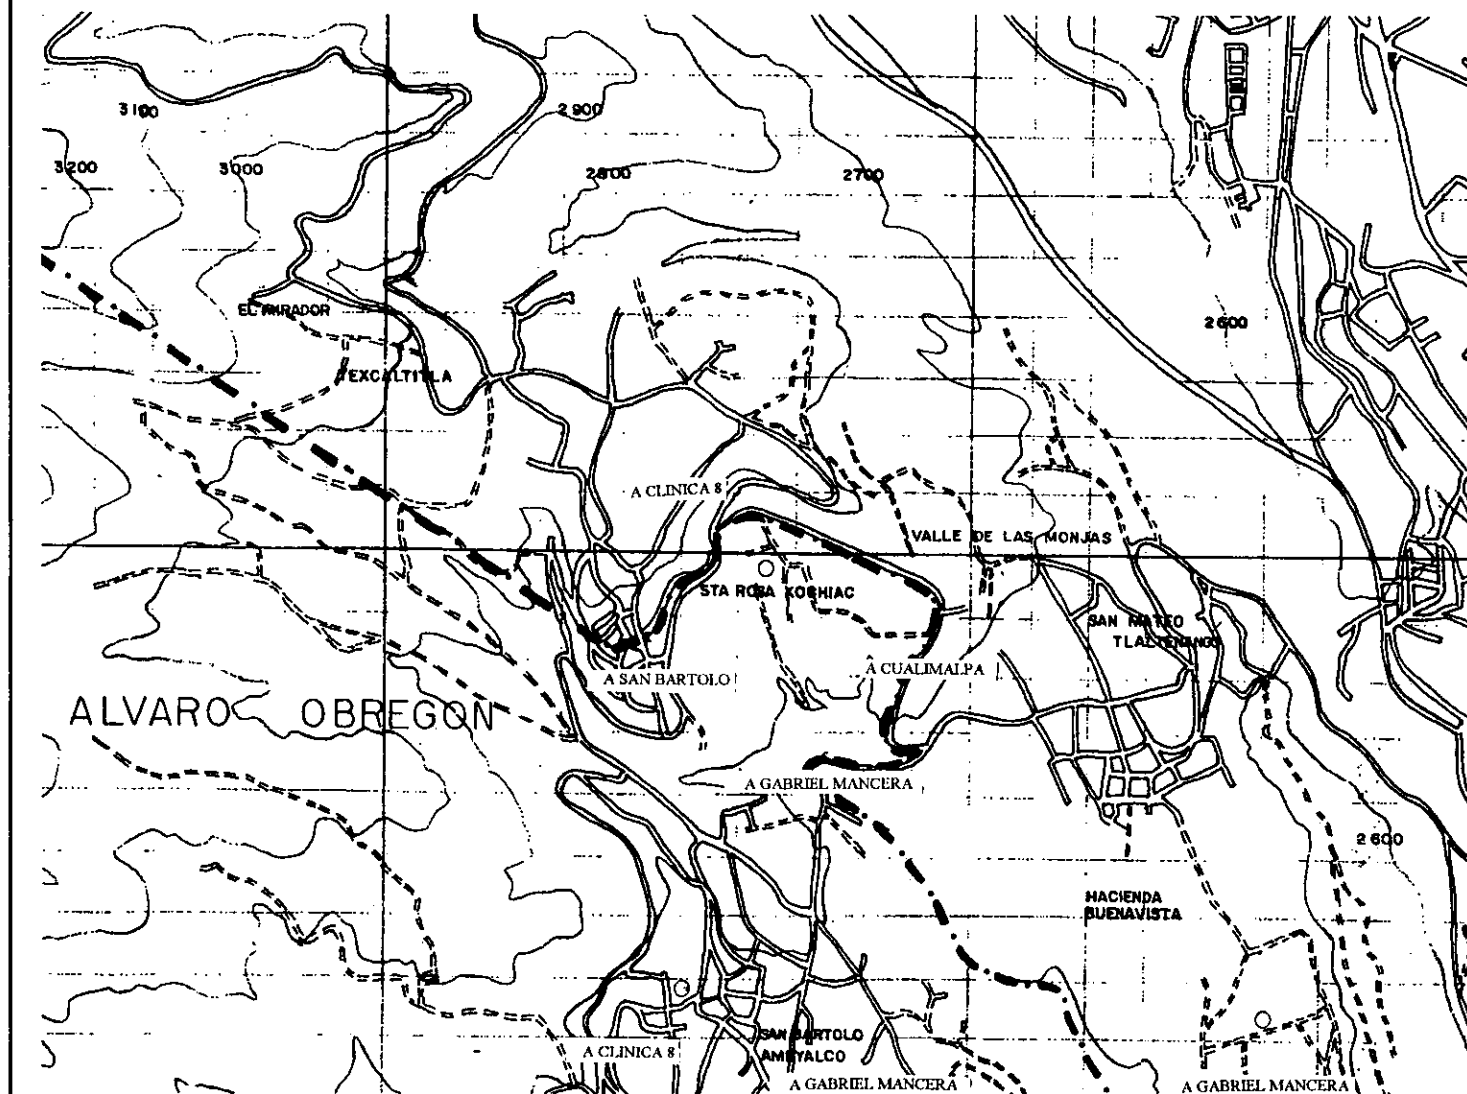 3100
2900
3200
3000
2800
2700
EL MIRADOR
2600
TEXCALTITLA
A CLINICA 8
VALLE DE LAS MONJAS
STA ROSA XOCHIAC
SAN MATEO
TLALTENANGO
A SAN BARTOLO
A CUALIMALPA
ALVARO OBREGON
A GABRIEL MANCERA
2600
HACIENDA
BUENAVISTA
SAN BARTOLO
AMEYALCO
A CLINICA 8
A GABRIEL MANCERA
A GABRIEL MANCERA